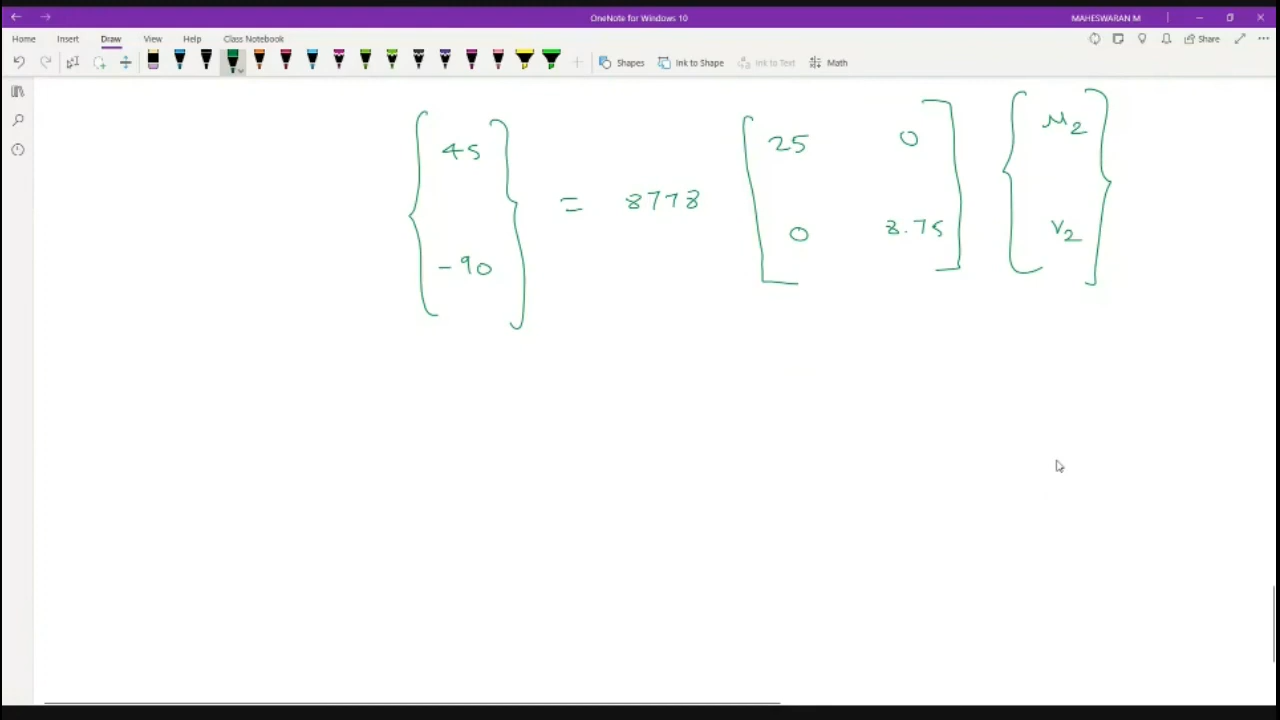 OneNote for Windows 10 MAHESWARAN M
Home Insert Draw View Help Class Notebook Share
Shapes Ink to Shape Ink to Text Math
45 = 8778 25 0 u2
-90 0 8.75 v2